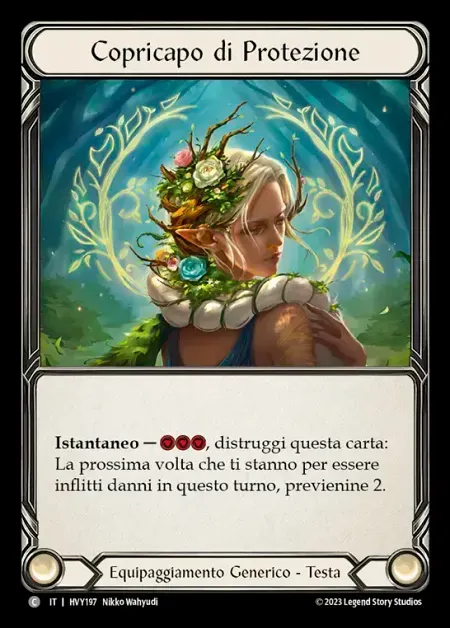 Copricapo di Protezione
Istantaneo — , distruggi questa carta:
La prossima volta che ti stanno per essere
inflitti danni in questo turno, previenine 2.
Equipaggiamento Generico - Testa
C IT | HVY197 Nikko Wahyudi © 2023 Legend Story Studios